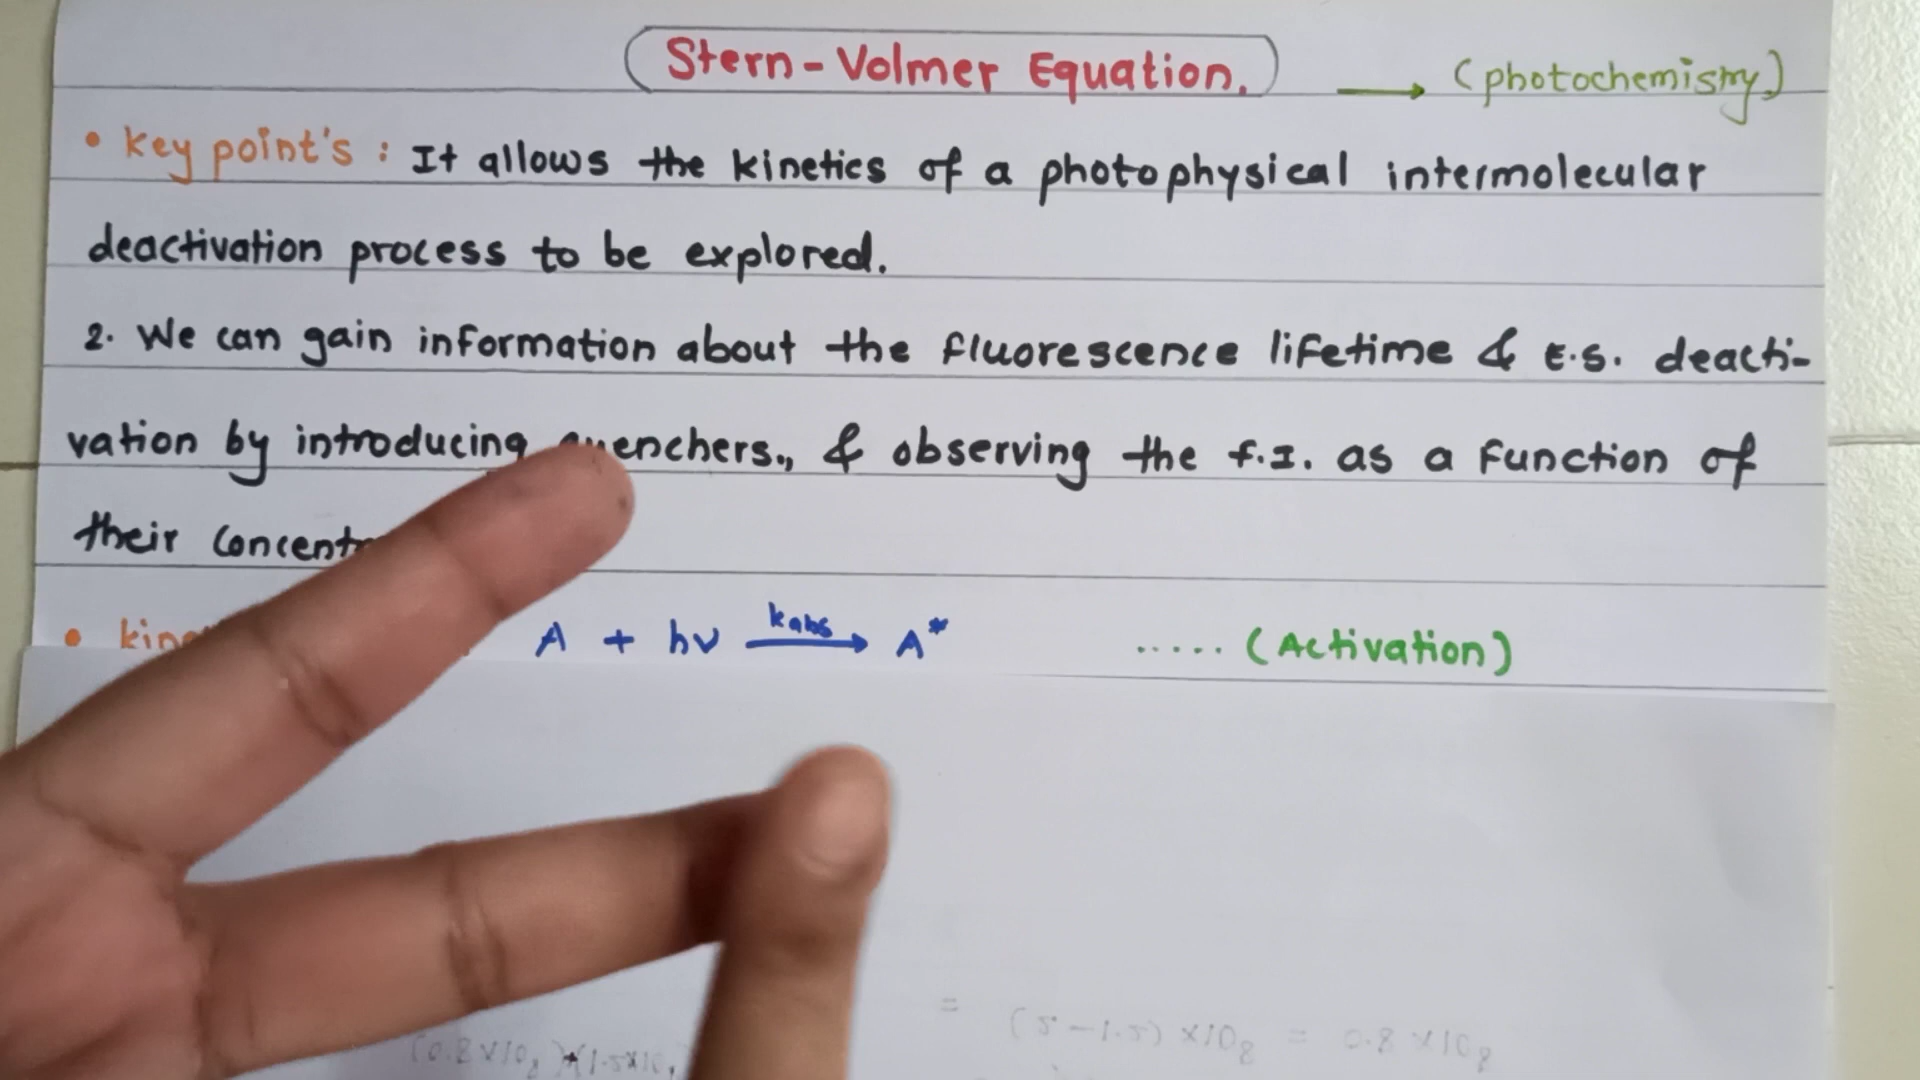 Stern-Volmer Equation. → (photochemistry)
• key point's : It allows the kinetics of a photophysical intermolecular
deactivation process to be explored.
2. We can gain information about the fluorescence lifetime & E.S. deacti-
vation by introducing & observing the f.I. as a function of
their
• A + hν kabs → A* ..... (Activation)